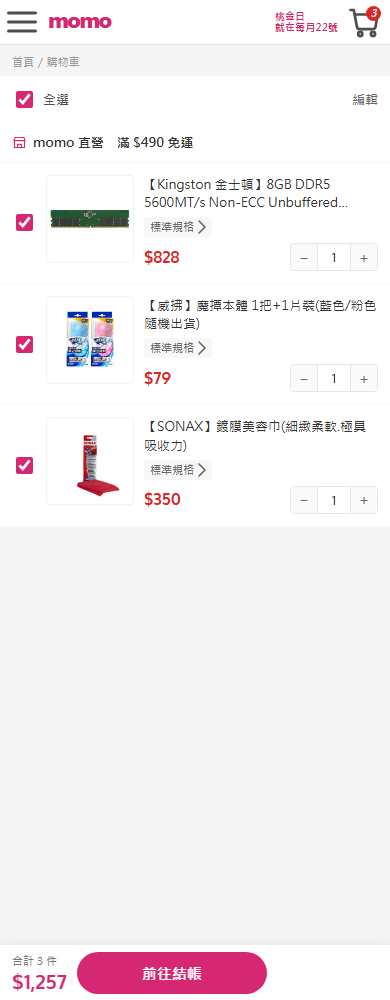 momo
桃金日
就在每月22號
3
首頁 / 購物車
全選
編輯
momo 直營 滿 $490 免運
【Kingston 金士頓】8GB DDR5
5600MT/s Non-ECC Unbuffered...
標準規格
$828
− 1 +
【威拂】魔撢本體 1把+1片裝(藍色/粉色
隨機出貨)
標準規格
$79
− 1 +
【SONAX】鍍膜美容巾(細緻柔軟.極具
吸收力)
標準規格
$350
− 1 +
SONAX
合計 3 件
$1,257
前往結帳